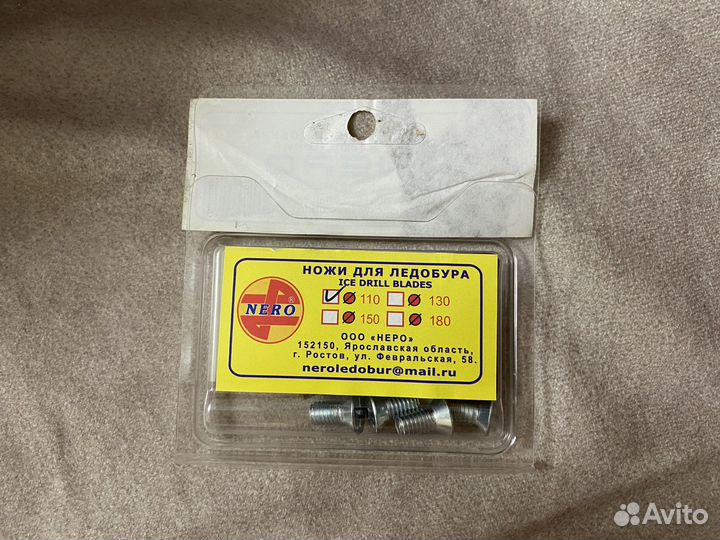 НОЖИ ДЛЯ ЛЕДОБУРА
ICE DRILL BLADES
NERO ®
110 130
150 180
ООО «НЕРО»
152150, Ярославская область,
г. Ростов, ул. Февральская, 58.
neroledobur@mail.ru
Avito